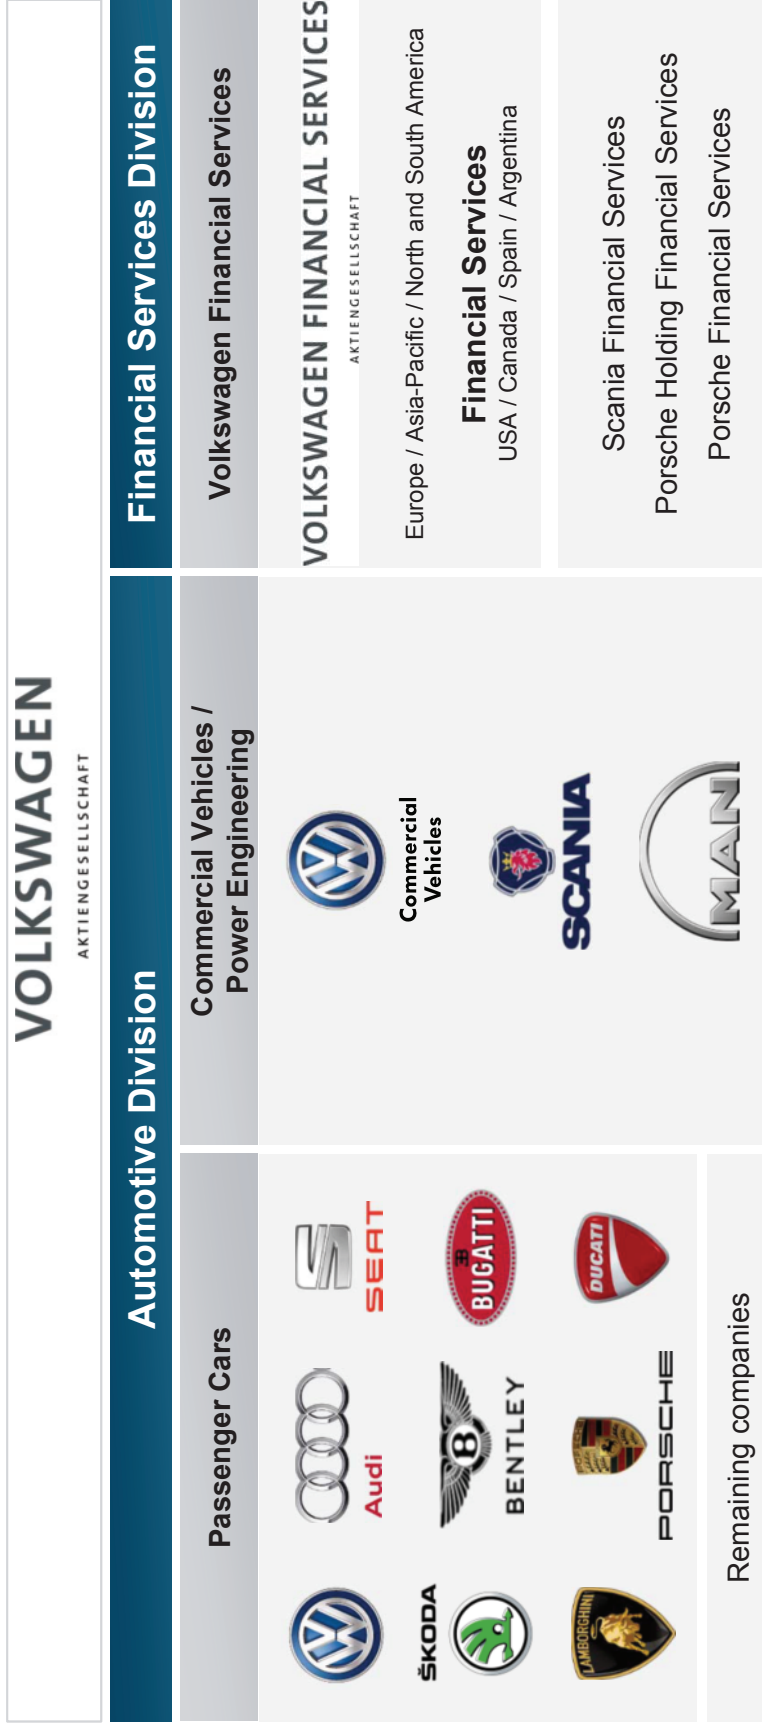 VOLKSWAGEN
AKTIENGESELLSCHAFT
Automotive Division
Financial Services Division
Passenger Cars
Commercial Vehicles /
Power Engineering
Volkswagen Financial Services
Audi
SEAT
ŠKODA
BENTLEY
BUGATTI
LAMBORGHINI
PORSCHE
PORSCHE
DUCATI
Remaining companies
Commercial
Vehicles
SCANIA
MAN
VOLKSWAGEN FINANCIAL SERVICES
AKTIENGESELLSCHAFT
Europe / Asia-Pacific / North and South America
Financial Services
USA / Canada / Spain / Argentina
Scania Financial Services
Porsche Holding Financial Services
Porsche Financial Services